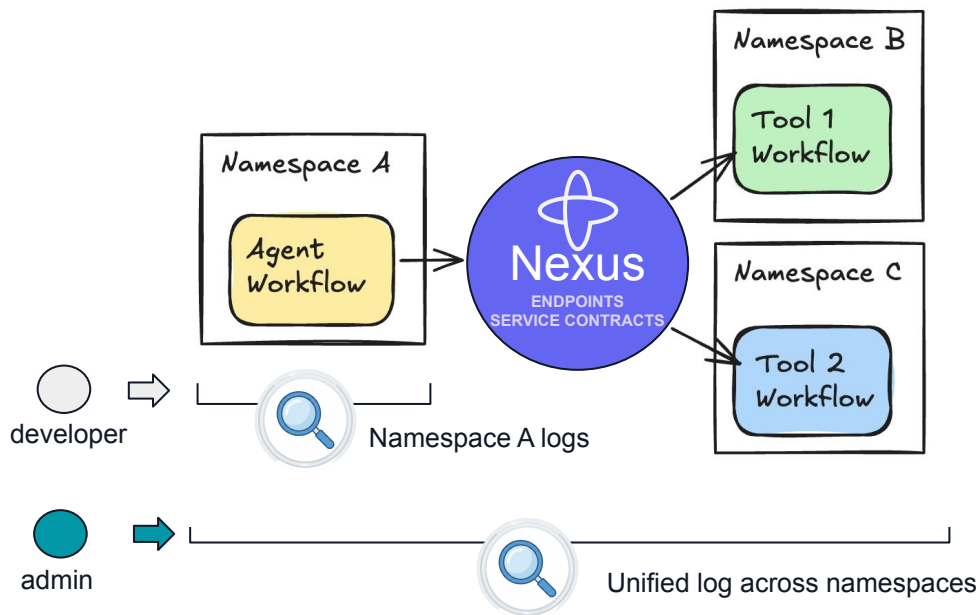 Namespace A
Agent
Workflow
Nexus
ENDPOINTS
SERVICE CONTRACTS
Namespace B
Tool 1
Workflow
Namespace C
Tool 2
Workflow
developer
Namespace A logs
admin
Unified log across namespaces